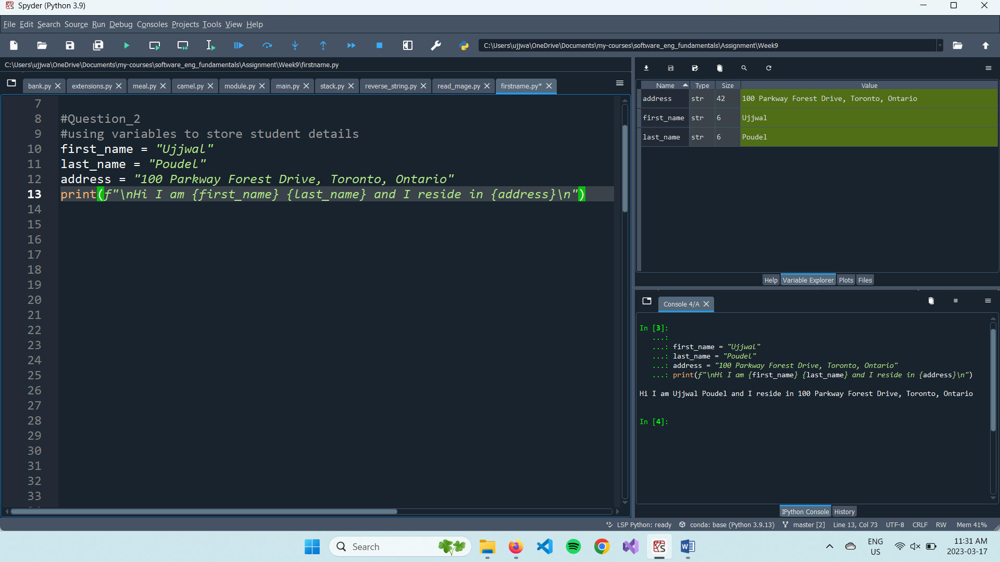 Spyder (Python 3.9)
File Edit Search Source Run Debug Consoles Projects Tools View Help
C:\Users\ujjwa\OneDrive\Documents\my-courses\software_eng_fundamentals\Assignment\Week9
C:\Users\ujjwa\OneDrive\Documents\my-courses\software_eng_fundamentals\Assignment\Week9\firstname.py
bank.py extensions.py meal.py camel.py module.py main.py stack.py reverse_string.py read_mage.py firstname.py*
7
8 #Question_2
9 #using variables to store student details
10 first_name = "Ujjwal"
11 last_name = "Poudel"
12 address = "100 Parkway Forest Drive, Toronto, Ontario"
13 print(f"\nHi I am {first_name} {last_name} and I reside in {address}\n")
14
15
16
17
18
19
20
21
22
23
24
25
26
27
28
29
30
31
32
33
Name Type Size Value
address str 42 100 Parkway Forest Drive, Toronto, Ontario
first_name str 6 Ujjwal
last_name str 6 Poudel
Help Variable Explorer Plots Files
Console 4/A
In [3]:
...:
...: first_name = "Ujjwal"
...: last_name = "Poudel"
...: address = "100 Parkway Forest Drive, Toronto, Ontario"
...: print(f"\nHi I am {first_name} {last_name} and I reside in {address}\n")
Hi I am Ujjwal Poudel and I reside in 100 Parkway Forest Drive, Toronto, Ontario
In [4]:
IPython Console History
LSP Python: ready conda: base (Python 3.9.13) master [2] Line 13, Col 73 UTF-8 CRLF RW Mem 41%
Search
ENG
US
11:31 AM
2023-03-17